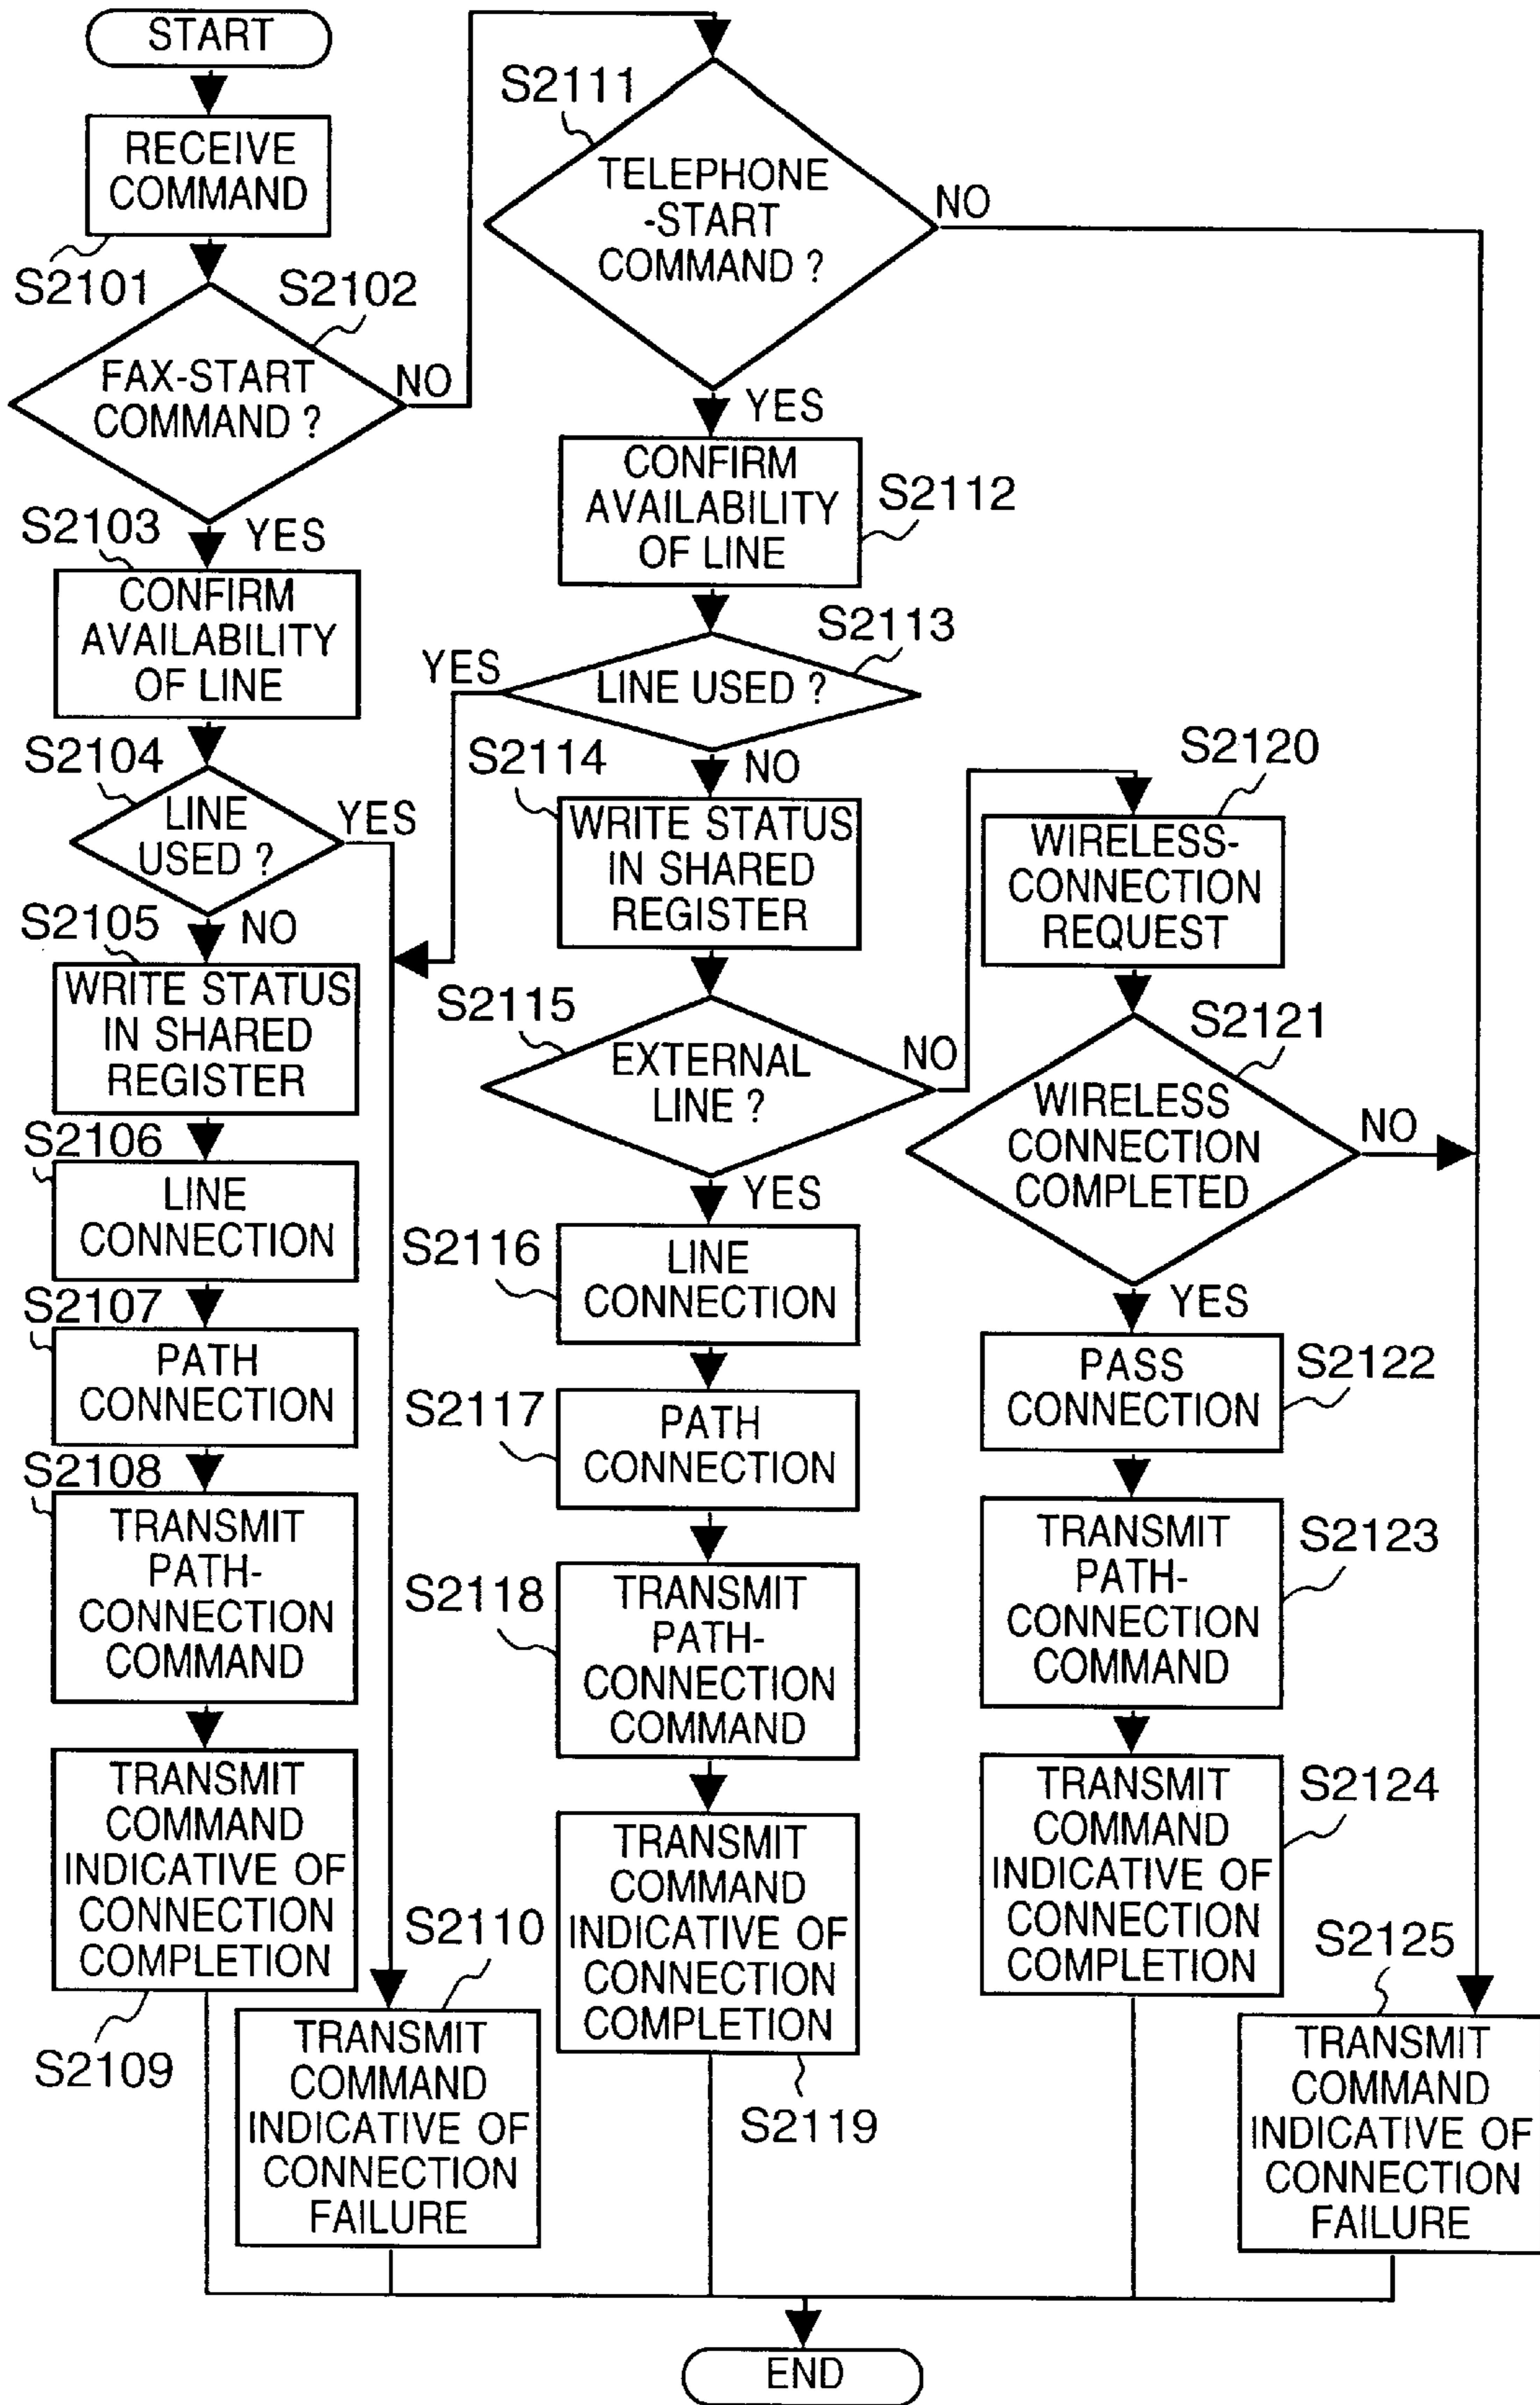 START
RECEIVE
COMMAND
S2101
S2102
FAX-START
COMMAND ?
NO
YES
S2103
CONFIRM
AVAILABILITY
OF LINE
S2104
LINE
USED ?
YES
NO
S2105
WRITE STATUS
IN SHARED
REGISTER
S2106
LINE
CONNECTION
S2107
PATH
CONNECTION
S2108
TRANSMIT
PATH-
CONNECTION
COMMAND
TRANSMIT
COMMAND
INDICATIVE OF
CONNECTION
COMPLETION
S2109
S2110
TRANSMIT
COMMAND
INDICATIVE OF
CONNECTION
FAILURE
S2111
TELEPHONE
-START
COMMAND ?
NO
YES
CONFIRM
AVAILABILITY
OF LINE
S2112
S2113
LINE USED ?
YES
NO
S2114
WRITE STATUS
IN SHARED
REGISTER
S2115
EXTERNAL
LINE ?
NO
YES
S2116
LINE
CONNECTION
S2117
PATH
CONNECTION
S2118
TRANSMIT
PATH-
CONNECTION
COMMAND
TRANSMIT
COMMAND
INDICATIVE OF
CONNECTION
COMPLETION
S2119
S2120
WIRELESS-
CONNECTION
REQUEST
S2121
WIRELESS
CONNECTION
COMPLETED
NO
YES
PASS
CONNECTION
S2122
TRANSMIT
PATH-
CONNECTION
COMMAND
S2123
TRANSMIT
COMMAND
INDICATIVE OF
CONNECTION
COMPLETION
S2124
S2125
TRANSMIT
COMMAND
INDICATIVE OF
CONNECTION
FAILURE
END